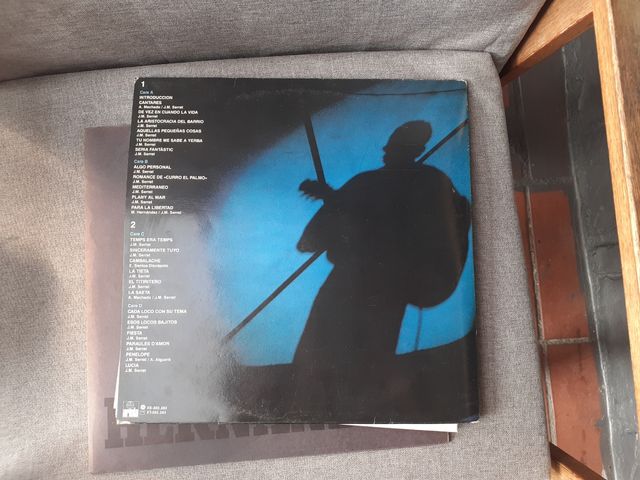 1
Cara A
INTRODUCCION
CANTARES
A. Machado / J.M. Serrat
DE VEZ EN CUANDO LA VIDA
J.M. Serrat
LA ARISTOCRACIA DEL BARRIO
J.M. Serrat
AQUELLAS PEQUEÑAS COSAS
J.M. Serrat
TU NOMBRE ME SABE A YERBA
J.M. Serrat
SERIA FANTÀSTIC
J.M. Serrat
Cara B
ALGO PERSONAL
J.M. Serrat
ROMANCE DE «CURRO EL PALMO»
J.M. Serrat
MEDITERRANEO
J.M. Serrat
PLANY AL MAR
J.M. Serrat
PARA LA LIBERTAD
M. Hernández / J.M. Serrat
2
Cara C
TEMPS ERA TEMPS
J.M. Serrat
SINCERAMENTE TUYO
J.M. Serrat
CAMBALACHE
E. Santos Discépolo
LA TIETA
J.M. Serrat
EL TITIRITERO
J.M. Serrat
LA SAETA
A. Machado / J.M. Serrat
Cara D
CADA LOCO CON SU TEMA
J.M. Serrat
ESOS LOCOS BAJITOS
J.M. Serrat
FIESTA
J.M. Serrat
PARAULES D'AMOR
J.M. Serrat
PENELOPE
J.M. Serrat / A. Algueró
LUCIA
J.M. Serrat